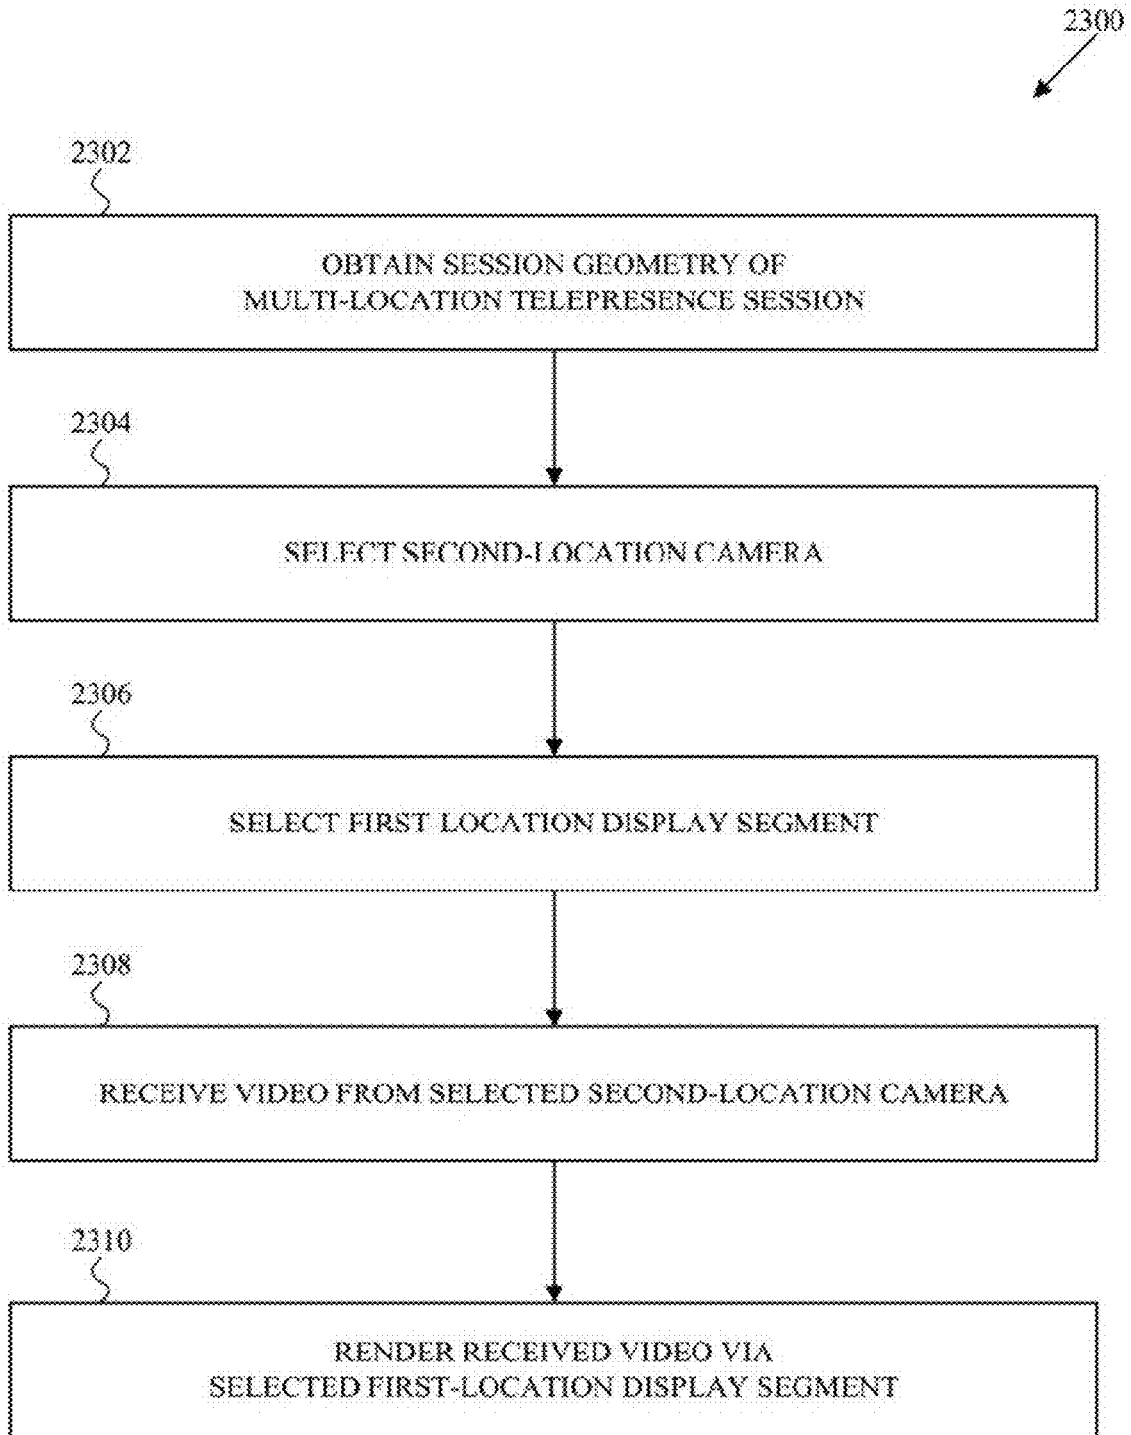 2300
2302
OBTAIN SESSION GEOMETRY OF
MULTI-LOCATION TELEPRESENCE SESSION
2304
SELECT SECOND-LOCATION CAMERA
2306
SELECT FIRST LOCATION DISPLAY SEGMENT
2308
RECEIVE VIDEO FROM SELECTED SECOND-LOCATION CAMERA
2310
RENDER RECEIVED VIDEO VIA
SELECTED FIRST-LOCATION DISPLAY SEGMENT